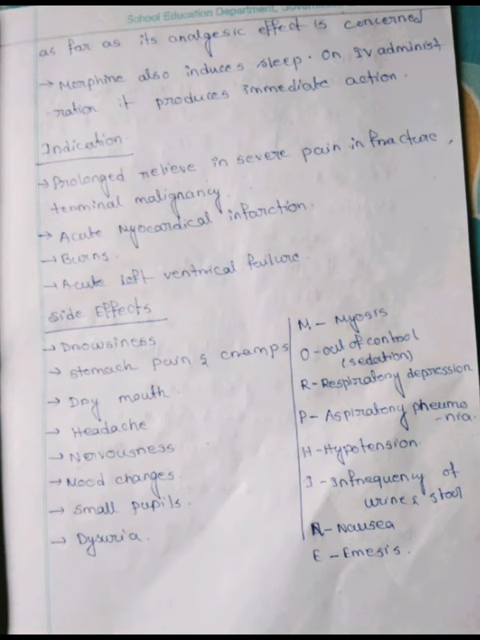 School Education Department, Governm
as far as its analgesic effect is concerned
→ Morphine also induces sleep. On IV administ
ration it produces immediate action.
Indication
→ Prolonged relieve in severe pain in fracture,
terminal malignancy.
→ Acute Myocardical infarction.
→ Burns.
→ Acute left ventrical failure.
Side Effects
→ Drowsiness
→ Stomach pain & cramps
→ Dry mouth
→ Headache
→ Nervousness
→ Mood changes
→ Small pupils.
→ Dysuria.
M - Myosis
O - out of control
(sedation)
R - Respiratory depression
P - Aspiratory pneumo
-nia.
H - Hypotension.
I - Infrequency of
urine & stool
N - Nausea
E - Emesis.